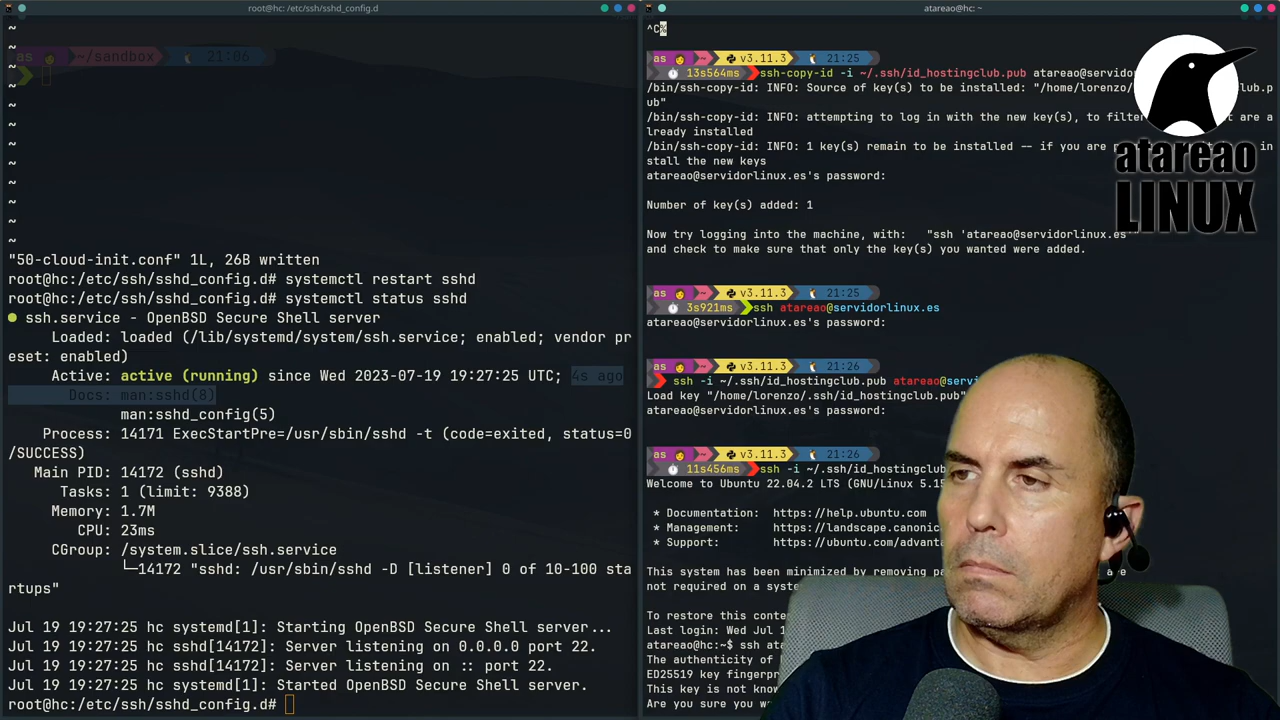 root@hc: /etc/ssh/sshd_config.d
~
as ~/sandbox 21:06
~
~
~
~
~
~
~
~
~
"50-cloud-init.conf" 1L, 26B written
root@hc:/etc/ssh/sshd_config.d# systemctl restart sshd
root@hc:/etc/ssh/sshd_config.d# systemctl status sshd
● ssh.service - OpenBSD Secure Shell server
Loaded: loaded (/lib/systemd/system/ssh.service; enabled; vendor pr
eset: enabled)
Active: active (running) since Wed 2023-07-19 19:27:25 UTC; 4s ago
Docs: man:sshd(8)
man:sshd_config(5)
Process: 14171 ExecStartPre=/usr/sbin/sshd -t (code=exited, status=0
/SUCCESS)
Main PID: 14172 (sshd)
Tasks: 1 (limit: 9388)
Memory: 1.7M
CPU: 23ms
CGroup: /system.slice/ssh.service
└─14172 "sshd: /usr/sbin/sshd -D [listener] 0 of 10-100 sta
rtups"
Jul 19 19:27:25 hc systemd[1]: Starting OpenBSD Secure Shell server...
Jul 19 19:27:25 hc sshd[14172]: Server listening on 0.0.0.0 port 22.
Jul 19 19:27:25 hc sshd[14172]: Server listening on :: port 22.
Jul 19 19:27:25 hc systemd[1]: Started OpenBSD Secure Shell server.
root@hc:/etc/ssh/sshd_config.d#
atareao@hc: ~
^C%
as ~ v3.11.3 21:25
13s564ms ssh-copy-id -i ~/.ssh/id_hostingclub.pub atareao@servido
/bin/ssh-copy-id: INFO: Source of key(s) to be installed: "/home/lorenzo/ club.p
ub"
/bin/ssh-copy-id: INFO: attempting to log in with the new key(s), to filter t are a
lready installed
/bin/ssh-copy-id: INFO: 1 key(s) remain to be installed -- if you are in
stall the new keys
atareao@servidorlinux.es's password:
Number of key(s) added: 1
Now try logging into the machine, with: "ssh 'atareao@servidorlinux.es'"
and check to make sure that only the key(s) you wanted were added.
as ~ v3.11.3 21:25
3s921ms ssh atareao@servidorlinux.es
atareao@servidorlinux.es's password:
as ~ v3.11.3 21:26
ssh -i ~/.ssh/id_hostingclub.pub atareao@servi
Load key "/home/lorenzo/.ssh/id_hostingclub.pub"
atareao@servidorlinux.es's password:
as ~ v3.11.3 21:26
11s456ms ssh -i ~/.ssh/id_hostingclub
Welcome to Ubuntu 22.04.2 LTS (GNU/Linux 5.15
* Documentation: https://help.ubuntu.com
* Management: https://landscape.canonic
* Support: https://ubuntu.com/advant
This system has been minimized by removing pa are
not required on a syste
To restore this conte
Last login: Wed Jul 1
atareao@hc:~$ ssh ata
The authenticity of
ED25519 key fingerpr
This key is not know
Are you sure you w
atareao
LINUX